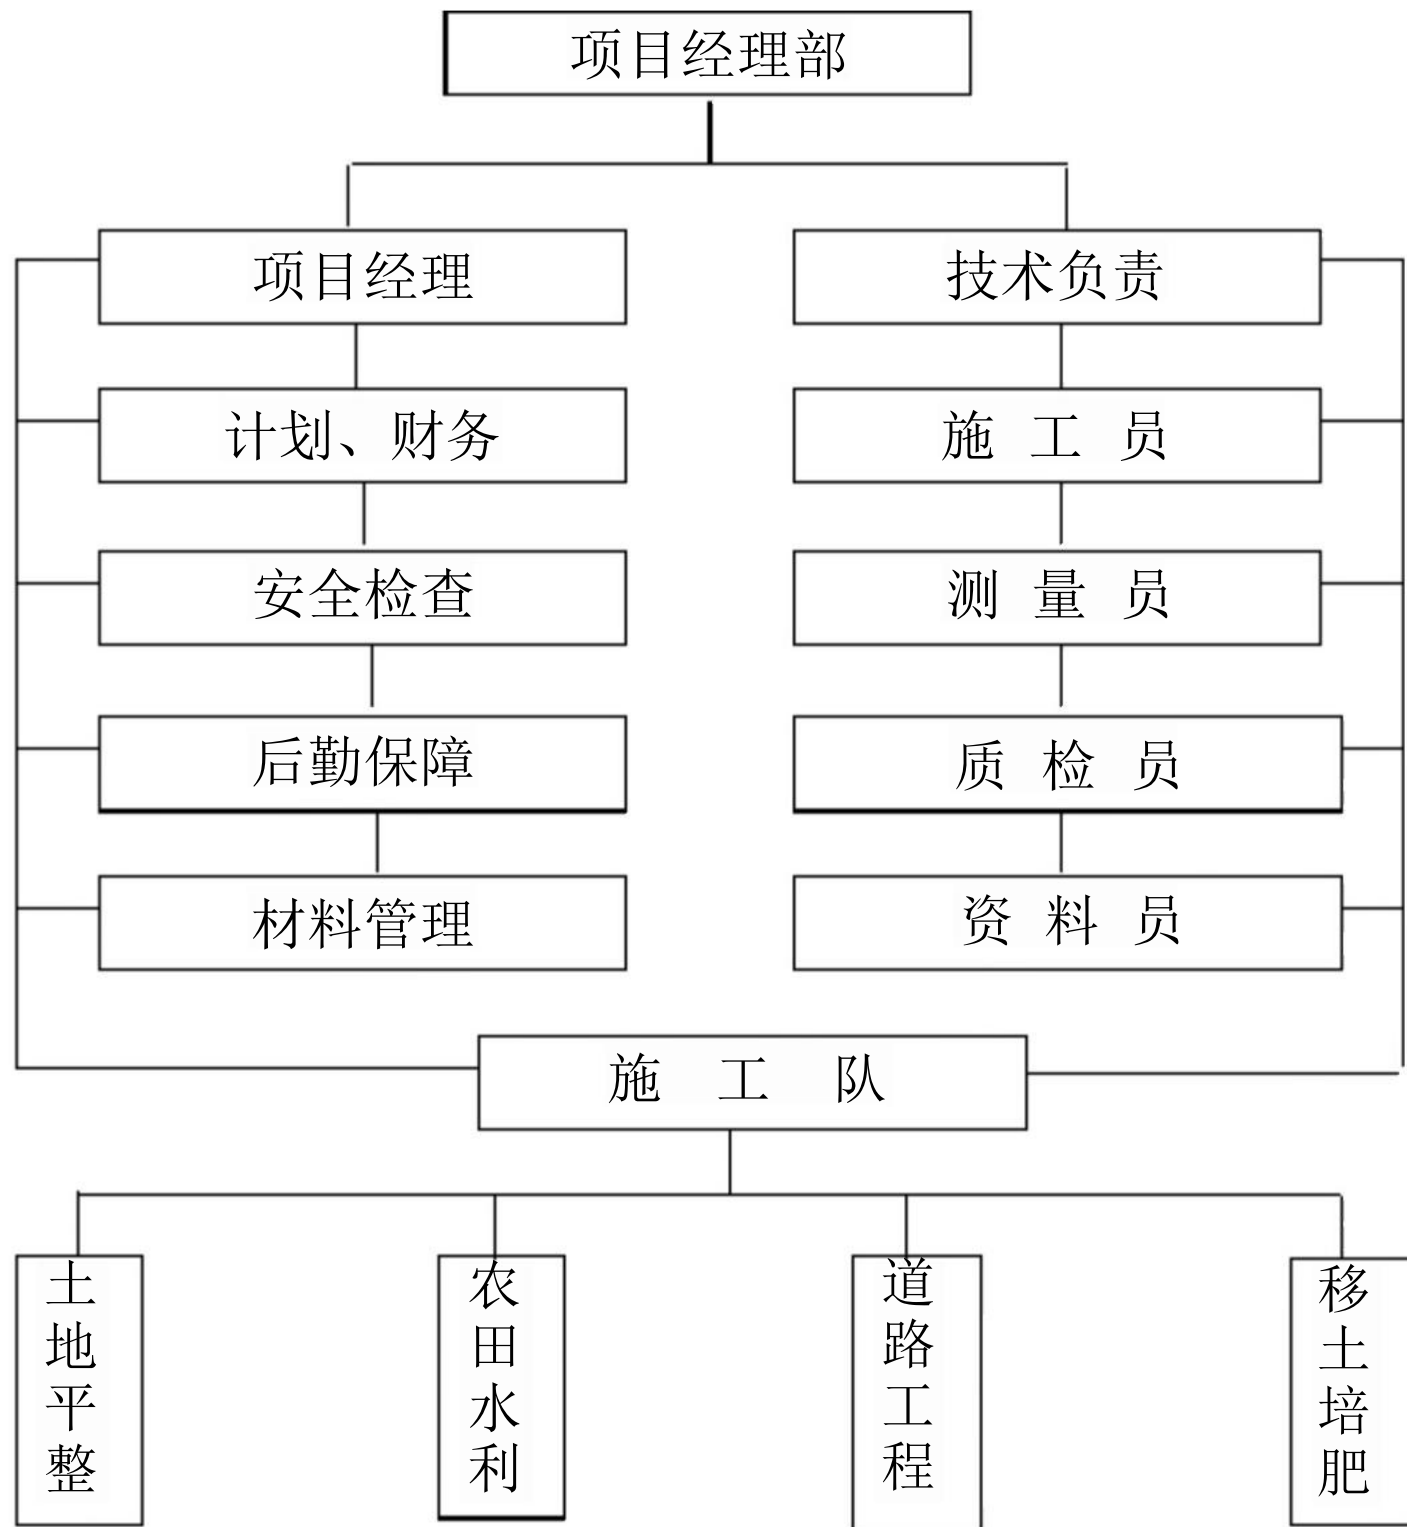 项目经理部
项目经理
技术负责
计划、财务
施 工 员
安全检查
测 量 员
后勤保障
质 检 员
材料管理
资 料 员
施 工 队
土地平整
农田水利
道路工程
移土培肥